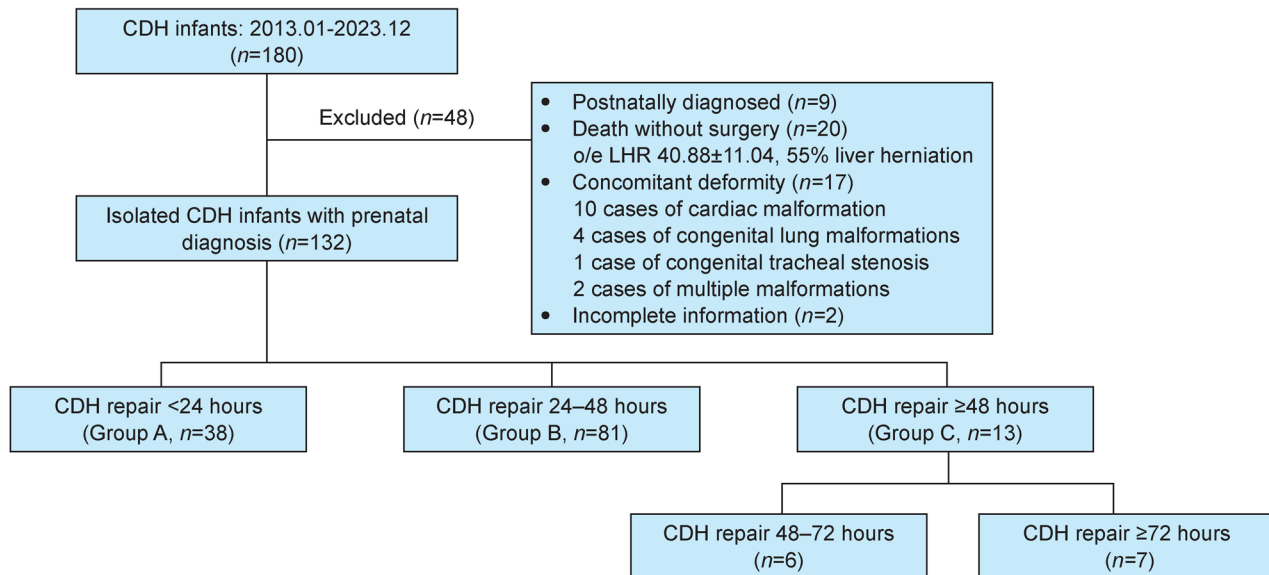 CDH infants: 2013.01-2023.12
(n=180)
Excluded (n=48)
• Postnatally diagnosed (n=9)
• Death without surgery (n=20)
o/e LHR 40.88±11.04, 55% liver herniation
• Concomitant deformity (n=17)
10 cases of cardiac malformation
4 cases of congenital lung malformations
1 case of congenital tracheal stenosis
2 cases of multiple malformations
• Incomplete information (n=2)
Isolated CDH infants with prenatal
diagnosis (n=132)
CDH repair <24 hours
(Group A, n=38)
CDH repair 24–48 hours
(Group B, n=81)
CDH repair ≥48 hours
(Group C, n=13)
CDH repair 48–72 hours
(n=6)
CDH repair ≥72 hours
(n=7)